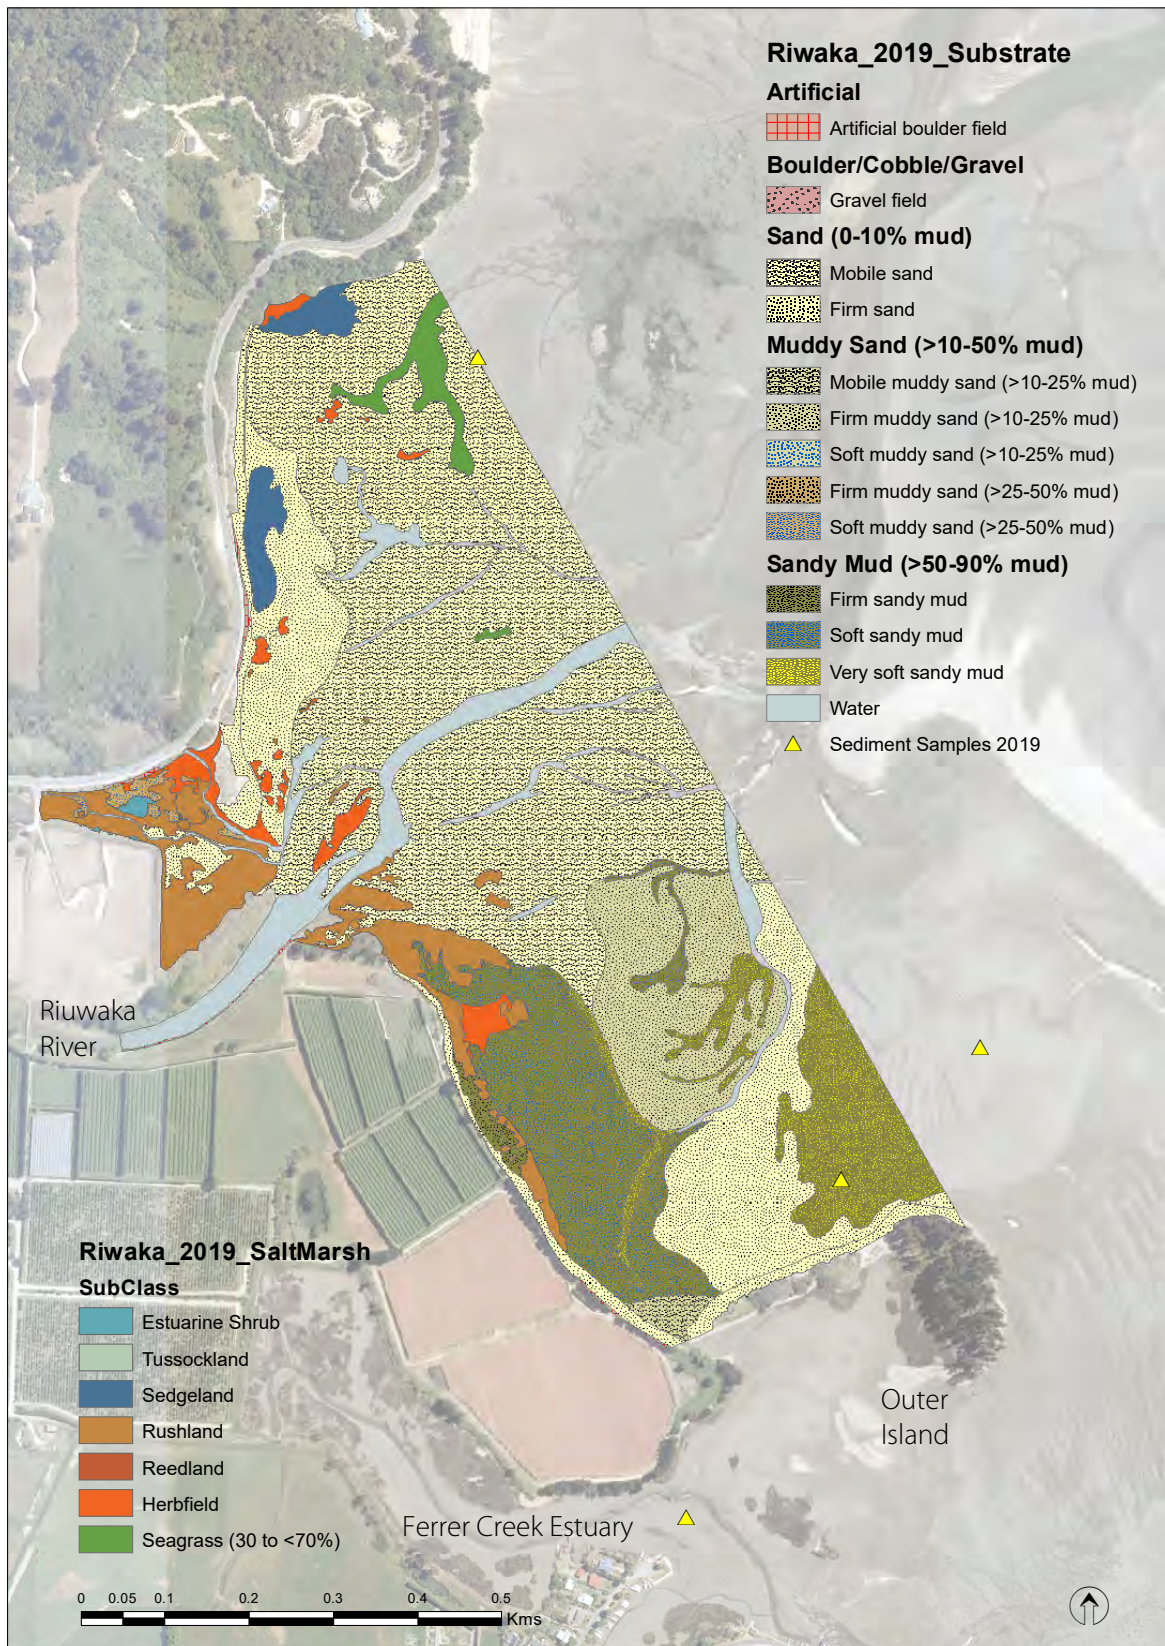 Riwaka_2019_Substrate
Artificial
Artificial boulder field
Boulder/Cobble/Gravel
Gravel field
Sand (0-10% mud)
Mobile sand
Firm sand
Muddy Sand (>10-50% mud)
Mobile muddy sand (>10-25% mud)
Firm muddy sand (>10-25% mud)
Soft muddy sand (>10-25% mud)
Firm muddy sand (>25-50% mud)
Soft muddy sand (>25-50% mud)
Sandy Mud (>50-90% mud)
Firm sandy mud
Soft sandy mud
Very soft sandy mud
Water
Sediment Samples 2019
Riuwaka
River
Riwaka_2019_SaltMarsh
SubClass
Estuarine Shrub
Tussockland
Sedgeland
Rushland
Reedland
Herbfield
Seagrass (30 to <70%)
Outer
Island
Ferrer Creek Estuary
0 0.05 0.1 0.2 0.3 0.4 0.5
Kms